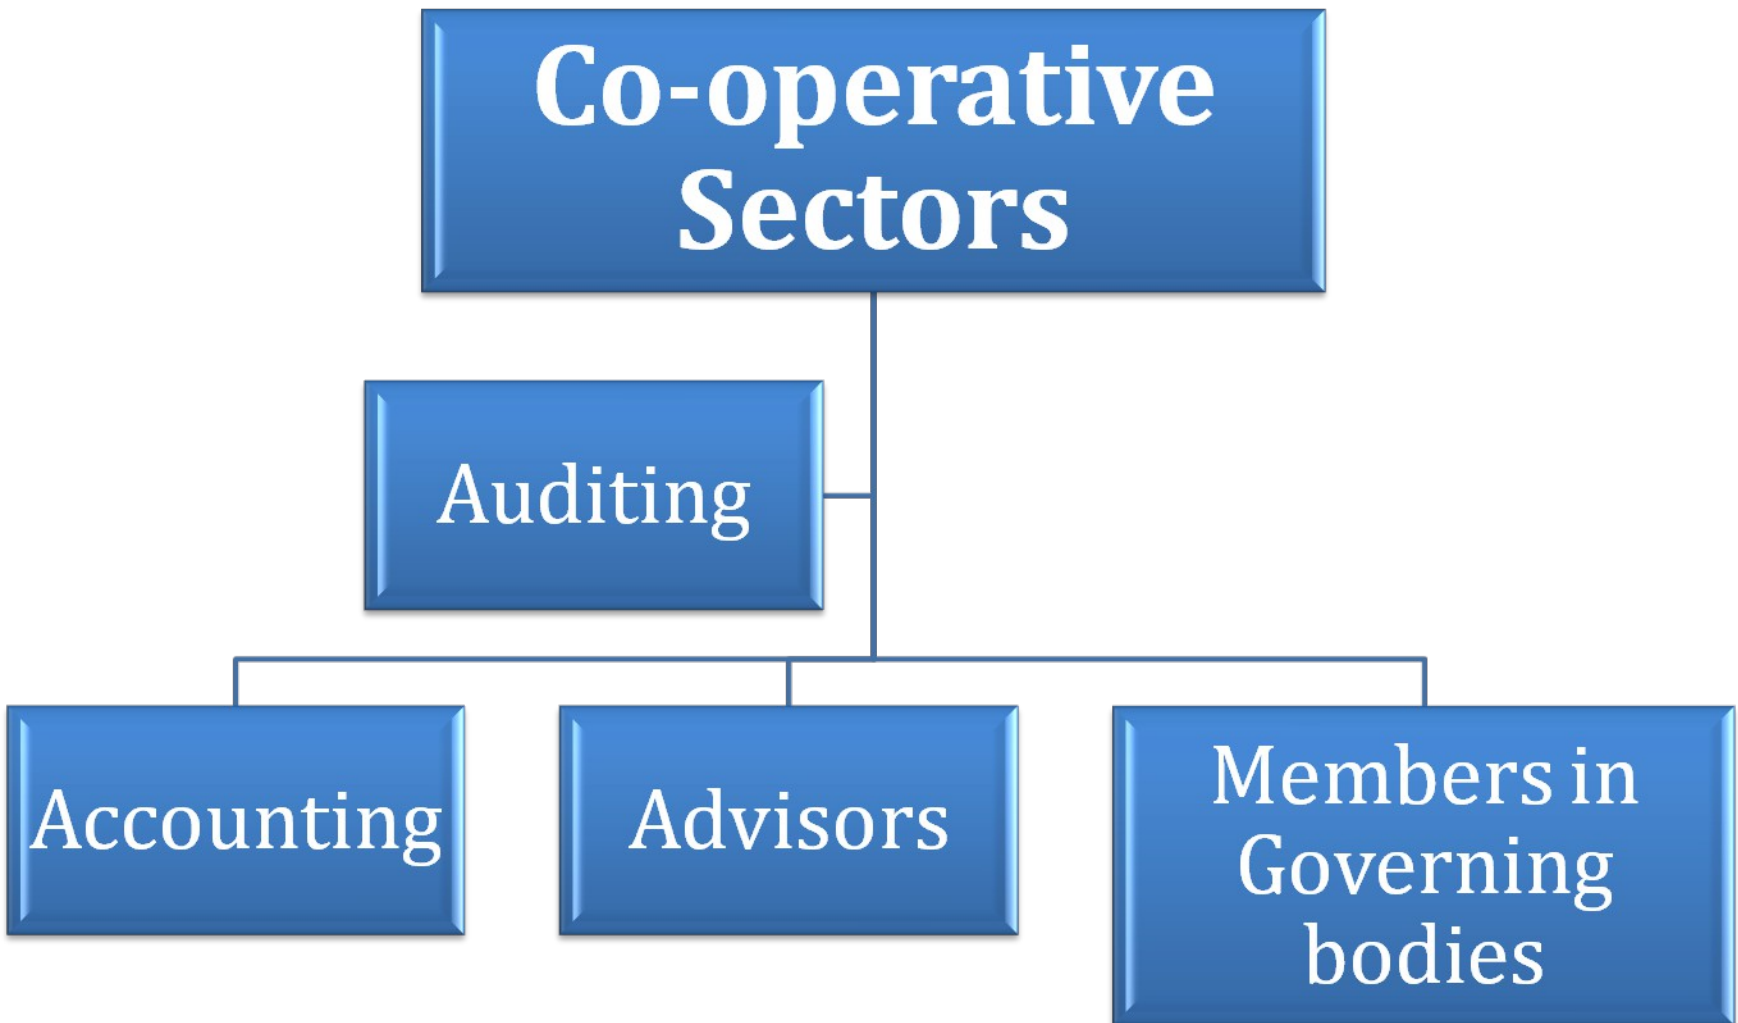 Co-operative
Sectors
Auditing
Accounting
Advisors
Members in
Governing
bodies